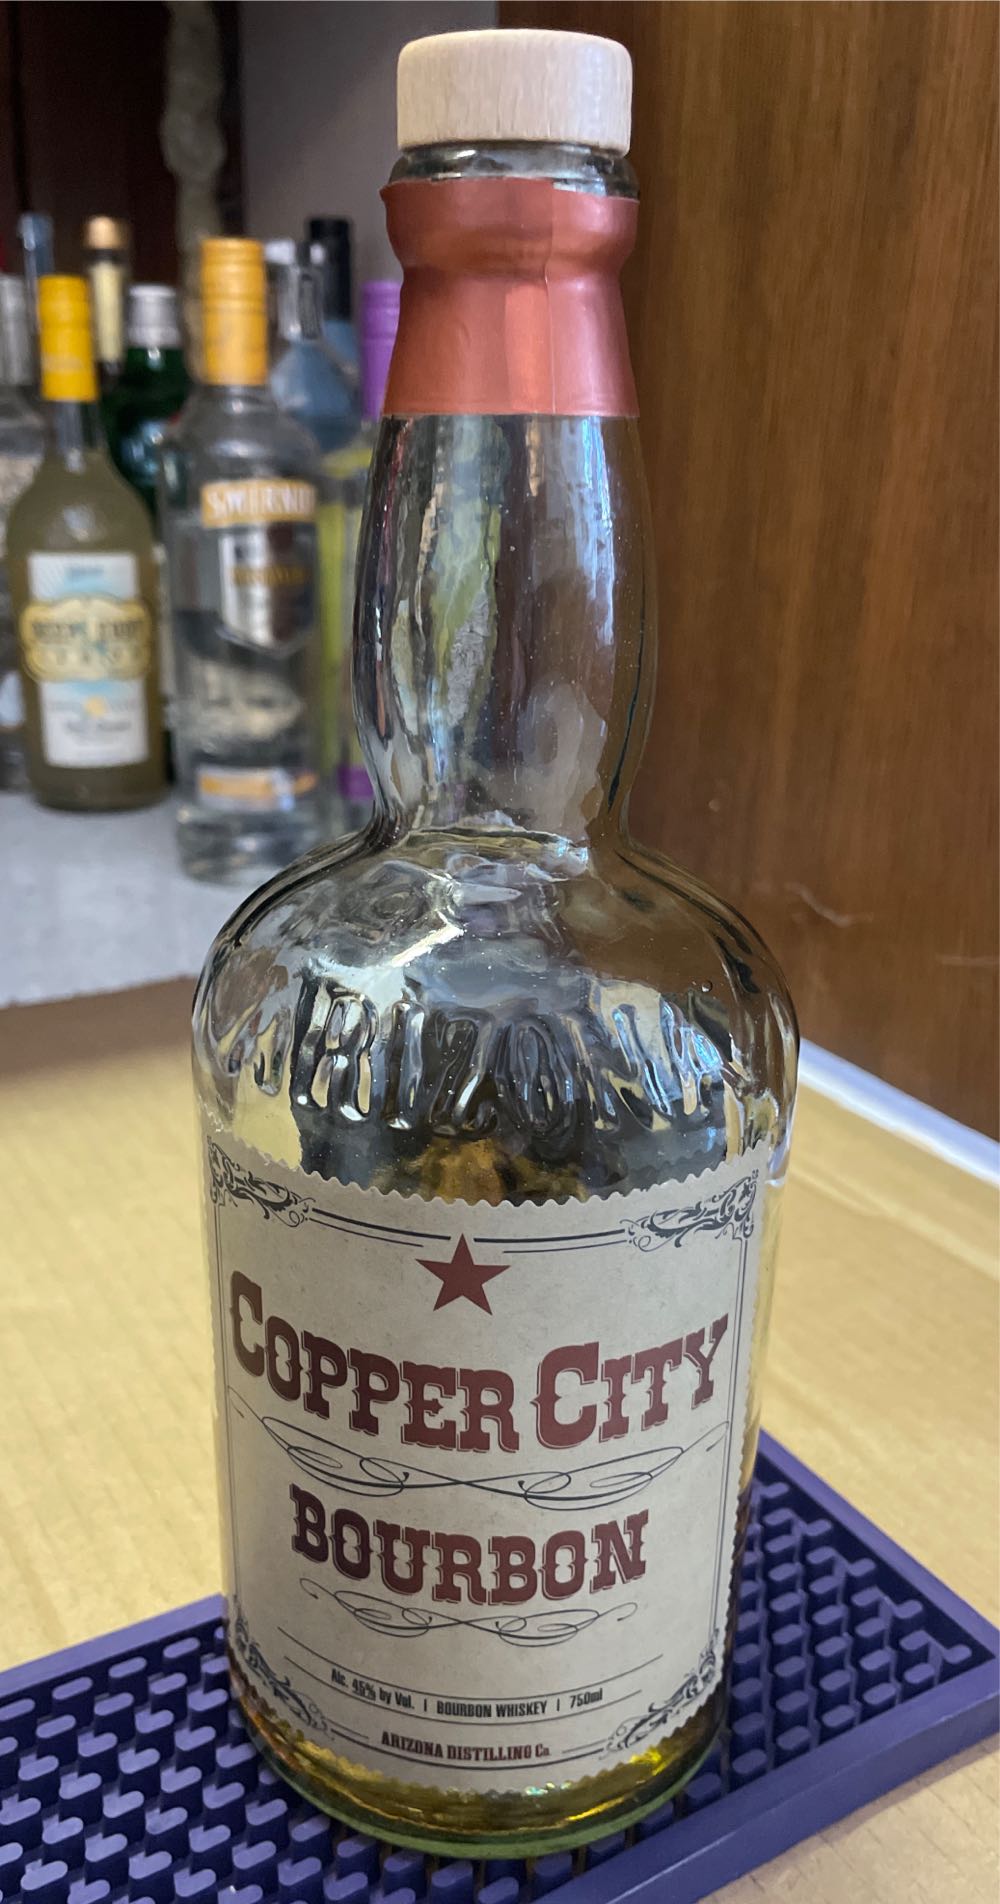 ARIZONA
COPPER CITY
BOURBON
Alc. 45% by Vol. | BOURBON WHISKEY | 750ml
ARIZONA DISTILLING Co.